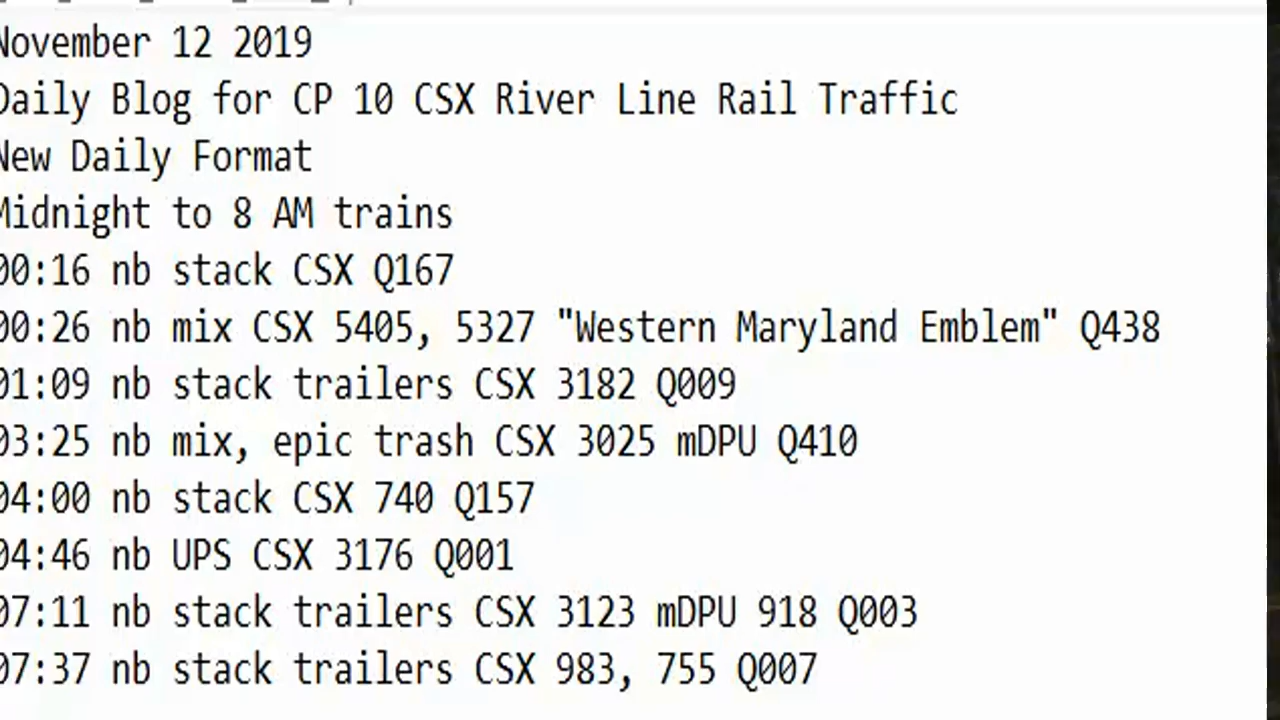 November 12 2019
Daily Blog for CP 10 CSX River Line Rail Traffic
New Daily Format
Midnight to 8 AM trains
00:16 nb stack CSX Q167
00:26 nb mix CSX 5405, 5327 "Western Maryland Emblem" Q438
01:09 nb stack trailers CSX 3182 Q009
03:25 nb mix, epic trash CSX 3025 mDPU Q410
04:00 nb stack CSX 740 Q157
04:46 nb UPS CSX 3176 Q001
07:11 nb stack trailers CSX 3123 mDPU 918 Q003
07:37 nb stack trailers CSX 983, 755 Q007